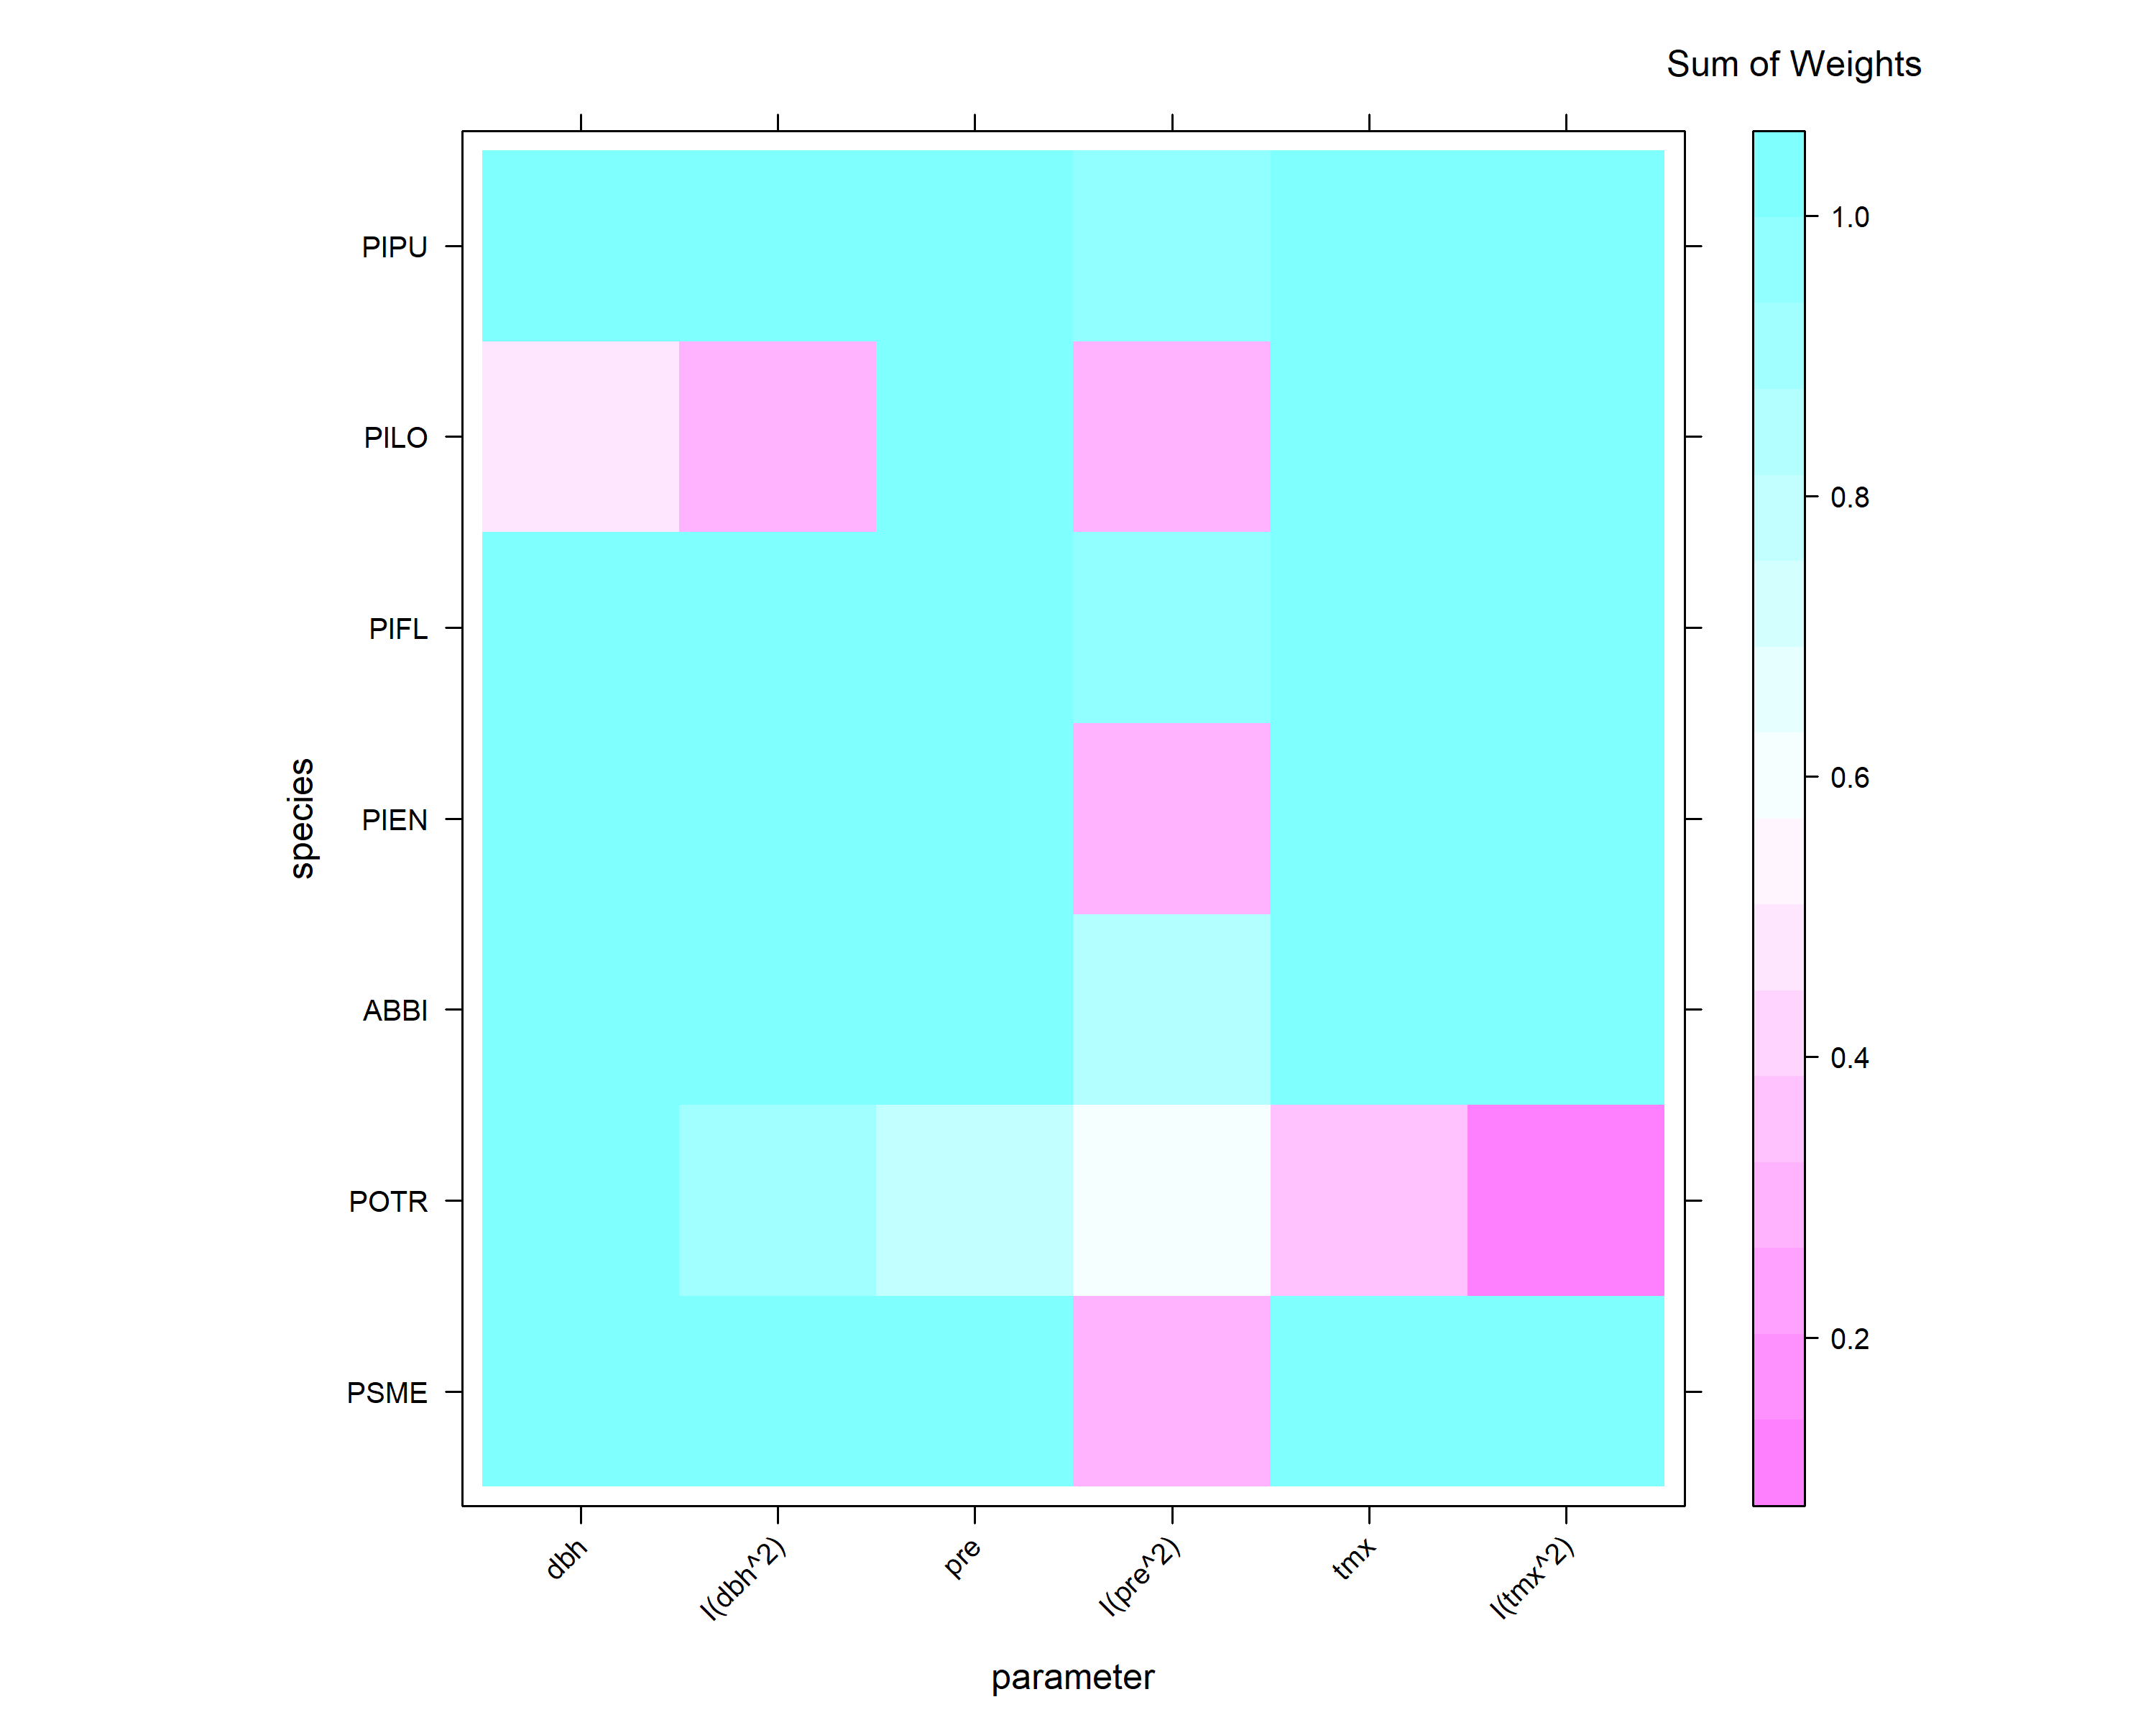 Sum of Weights
PIPU
PILO
PIFL
PIEN
ABBI
POTR
PSME
species
dbh
I(dbh^2)
pre
I(pre^2)
tmx
I(tmx^2)
parameter
1.0
0.8
0.6
0.4
0.2